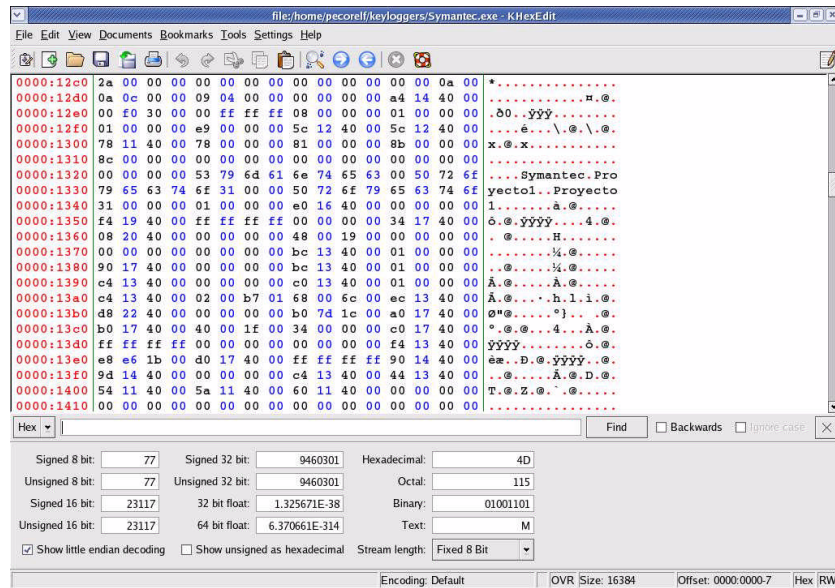 file:/home/pecorelf/keyloggers/Symantec.exe - KHexEdit
File Edit View Documents Bookmarks Tools Settings Help
0000:12c0 2a 00 00 00 00 00 00 00 00 00 00 00 00 00 0a 00 *...............
0000:12d0 0a 0c 00 00 09 04 00 00 00 00 00 00 a4 14 40 00 ............¤.@.
0000:12e0 00 f0 30 00 00 ff ff ff 08 00 00 00 01 00 00 00 .ð0..ÿÿÿ........
0000:12f0 01 00 00 00 e9 00 00 00 5c 12 40 00 5c 12 40 00 ....é...\.@.\.@.
0000:1300 78 11 40 00 78 00 00 00 81 00 00 00 8b 00 00 00 x.@.x...........
0000:1310 8c 00 00 00 00 00 00 00 00 00 00 00 00 00 00 00 ................
0000:1320 00 00 00 00 53 79 6d 61 6e 74 65 63 00 50 72 6f ....Symantec.Pro
0000:1330 79 65 63 74 6f 31 00 00 50 72 6f 79 65 63 74 6f yecto1..Proyecto
0000:1340 31 00 00 00 01 00 00 00 e0 16 40 00 00 00 00 00 1.......à.@.....
0000:1350 f4 19 40 00 ff ff ff ff 00 00 00 00 34 17 40 00 ô.@.ÿÿÿÿ....4.@.
0000:1360 08 20 40 00 00 00 00 00 48 00 19 00 00 00 00 00 . @.....H.......
0000:1370 00 00 00 00 00 00 00 00 bc 13 40 00 01 00 00 00 ........¼.@.....
0000:1380 90 17 40 00 00 00 00 00 bc 13 40 00 01 00 00 00 ..@.....¼.@.....
0000:1390 c4 13 40 00 00 00 00 00 c0 13 40 00 01 00 00 00 Ä.@.....À.@.....
0000:13a0 c4 13 40 00 02 00 b7 01 68 00 6c 00 ec 13 40 00 Ä.@...·.h.l.ì.@.
0000:13b0 d8 22 40 00 00 00 00 00 b0 7d 1c 00 a0 17 40 00 Ø"@.....°}.. .@.
0000:13c0 b0 17 40 00 40 00 1f 00 34 00 00 00 c0 17 40 00 °.@.@...4...À.@.
0000:13d0 ff ff ff ff 00 00 00 00 00 00 00 00 f4 13 40 00 ÿÿÿÿ........ô.@.
0000:13e0 e8 e6 1b 00 d0 17 40 00 ff ff ff ff 90 14 40 00 èæ..Ð.@.ÿÿÿÿ..@.
0000:13f0 9d 14 40 00 00 00 00 00 c4 13 40 00 44 13 40 00 ..@.....Ä.@.D.@.
0000:1400 54 11 40 00 5a 11 40 00 60 11 40 00 00 00 00 00 T.@.Z.@.`.@.....
0000:1410 00 00 00 00 00 00 00 00 00 00 00 00 00 00 00 00 ................
Hex Find Backwards Ignore case
Signed 8 bit: 77 Signed 32 bit: 9460301 Hexadecimal: 4D
Unsigned 8 bit: 77 Unsigned 32 bit: 9460301 Octal: 115
Signed 16 bit: 23117 32 bit float: 1.325671E-38 Binary: 01001101
Unsigned 16 bit: 23117 64 bit float: 6.370661E-314 Text: M
Show little endian decoding Show unsigned as hexadecimal Stream length: Fixed 8 Bit
Encoding: Default OVR Size: 16384 Offset: 0000:0000-7 Hex RW